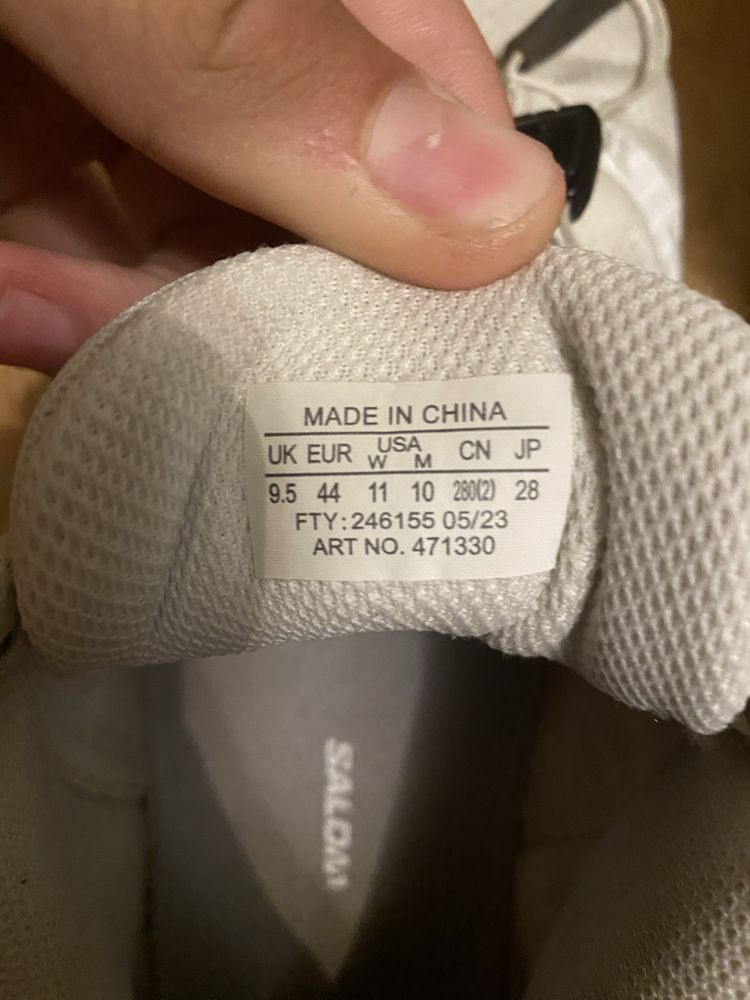 MADE IN CHINA
UK EUR USA W M CN JP
9.5 44 11 10 280(2) 28
FTY: 246155 05/23
ART NO. 471330
SALOM